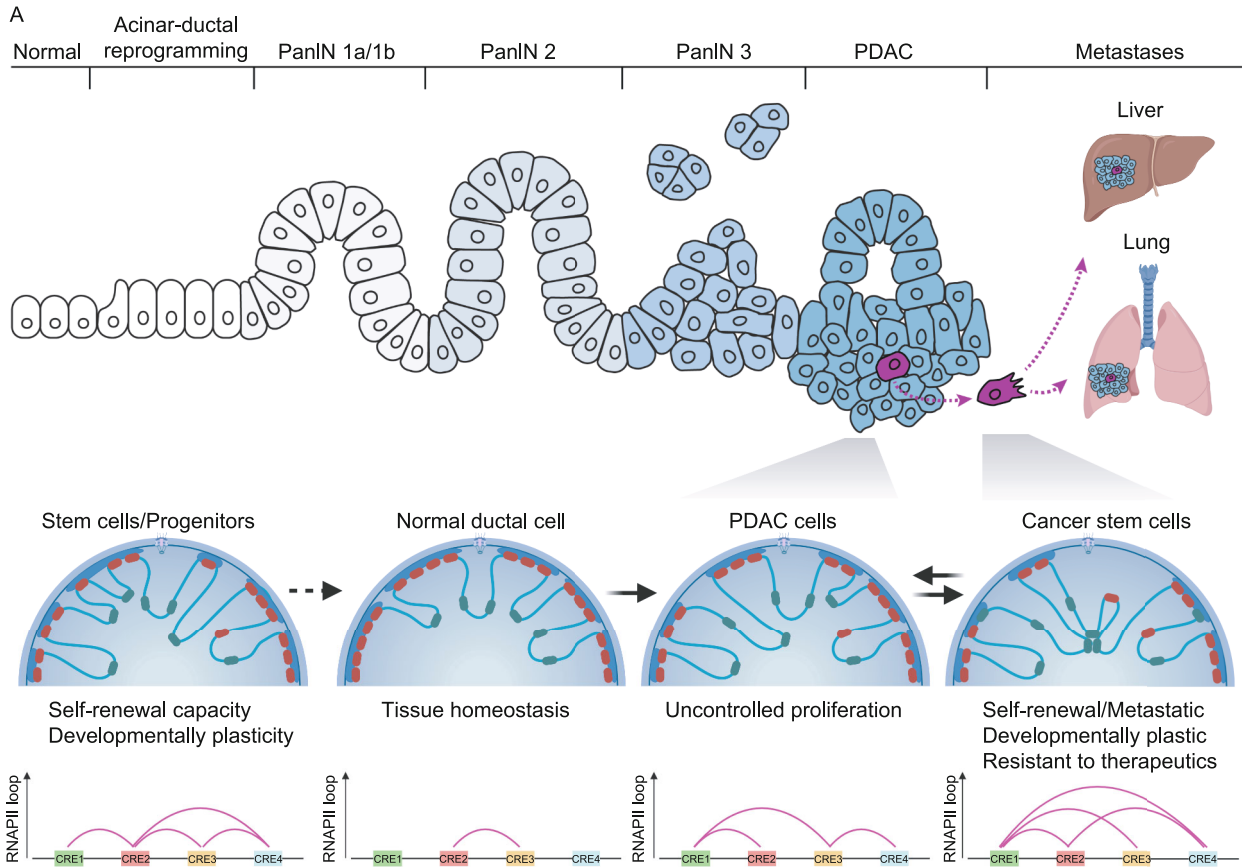 A
Normal
Acinar-ductal
reprogramming
PanIN 1a/1b
PanIN 2
PanIN 3
PDAC
Metastases
Liver
Lung
Stem cells/Progenitors
Normal ductal cell
PDAC cells
Cancer stem cells
Self-renewal capacity
Developmentally plasticity
Tissue homeostasis
Uncontrolled proliferation
Self-renewal/Metastatic
Developmentally plastic
Resistant to therapeutics
RNAPII loop
CRE1 CRE2 CRE3 CRE4
RNAPII loop
CRE1 CRE2 CRE3 CRE4
RNAPII loop
CRE1 CRE2 CRE3 CRE4
RNAPII loop
CRE1 CRE2 CRE3 CRE4